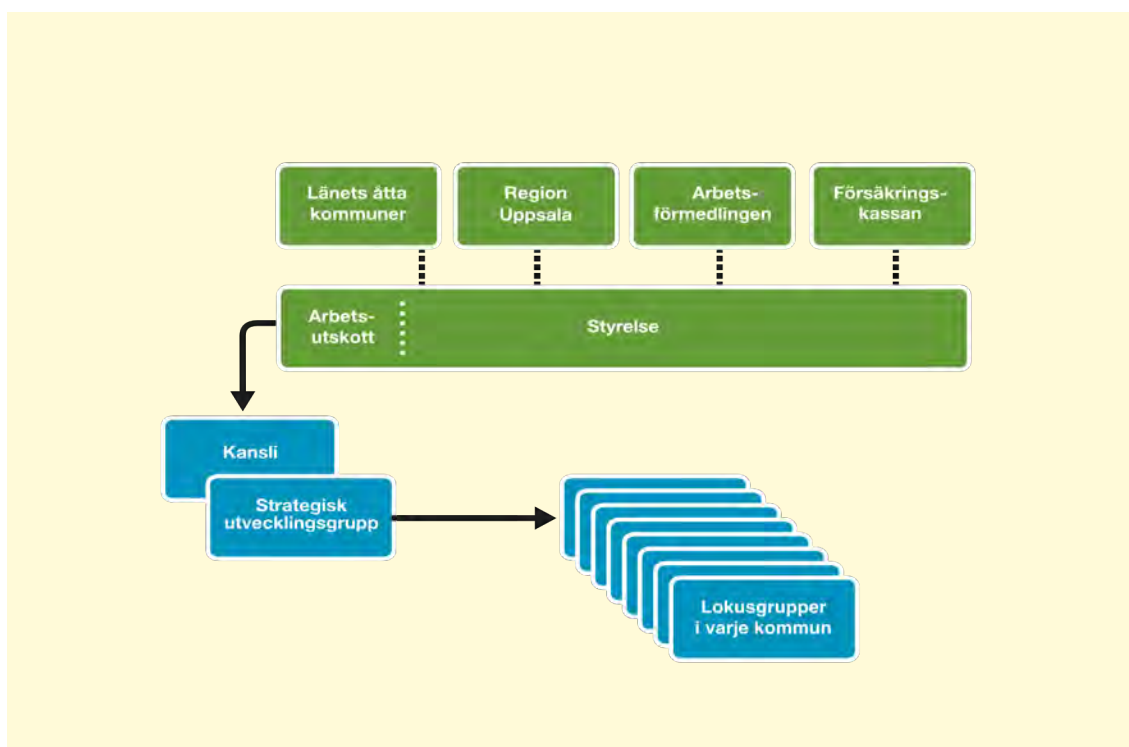 Länets åtta
kommuner
Region
Uppsala
Arbets-
förmedlingen
Försäkrings-
kassan
Arbets-
utskott
Styrelse
Kansli
Strategisk
utvecklingsgrupp
Lokusgrupper
i varje kommun